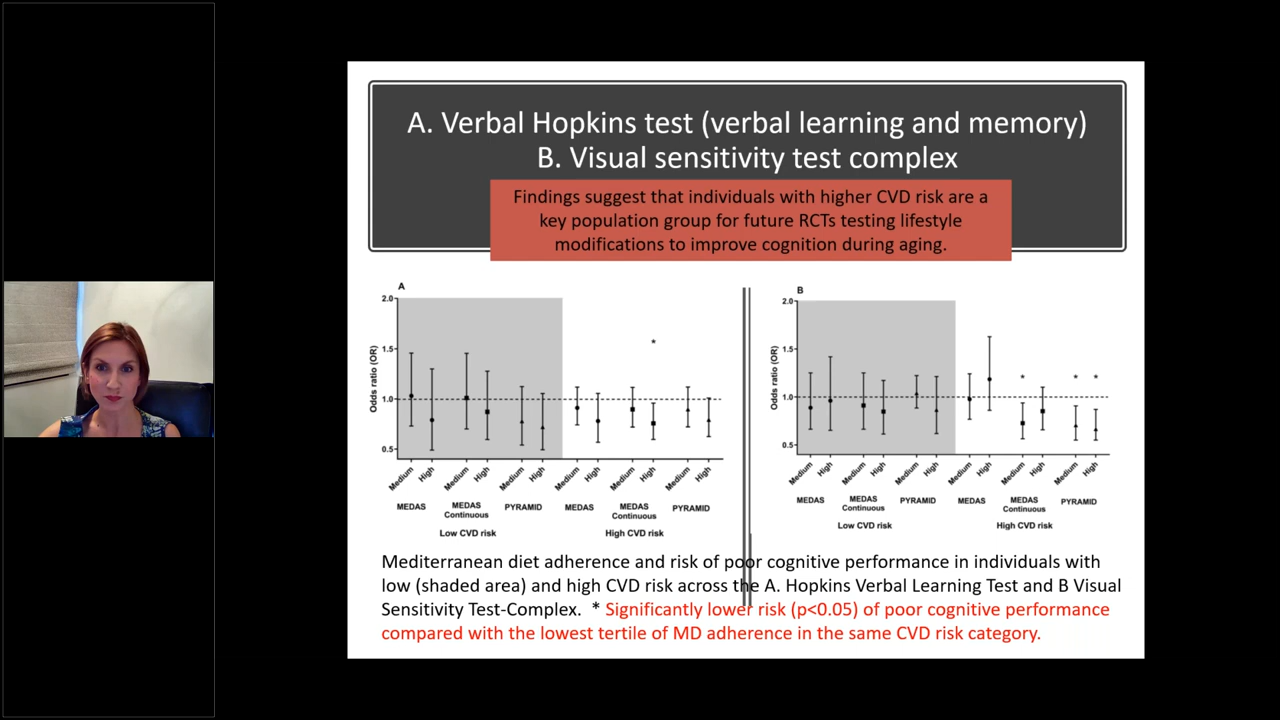 A. Verbal Hopkins test (verbal learning and memory)
B. Visual sensitivity test complex
Findings suggest that individuals with higher CVD risk are a
key population group for future RCTs testing lifestyle
modifications to improve cognition during aging.
A
2.0
1.5
1.0
0.5
Odds ratio (OR)
*
Medium High Medium High Medium High Medium High Medium High Medium High
MEDAS MEDAS Continuous PYRAMID MEDAS MEDAS Continuous PYRAMID
Low CVD risk High CVD risk
B
2.0
1.5
1.0
0.5
Odds ratio (OR)
* * *
Medium High Medium High Medium High Medium High Medium High Medium High
MEDAS MEDAS Continuous PYRAMID MEDAS MEDAS Continuous PYRAMID
Low CVD risk High CVD risk
Mediterranean diet adherence and risk of poor cognitive performance in individuals with
low (shaded area) and high CVD risk across the A. Hopkins Verbal Learning Test and B Visual
Sensitivity Test-Complex. * Significantly lower risk (p<0.05) of poor cognitive performance
compared with the lowest tertile of MD adherence in the same CVD risk category.